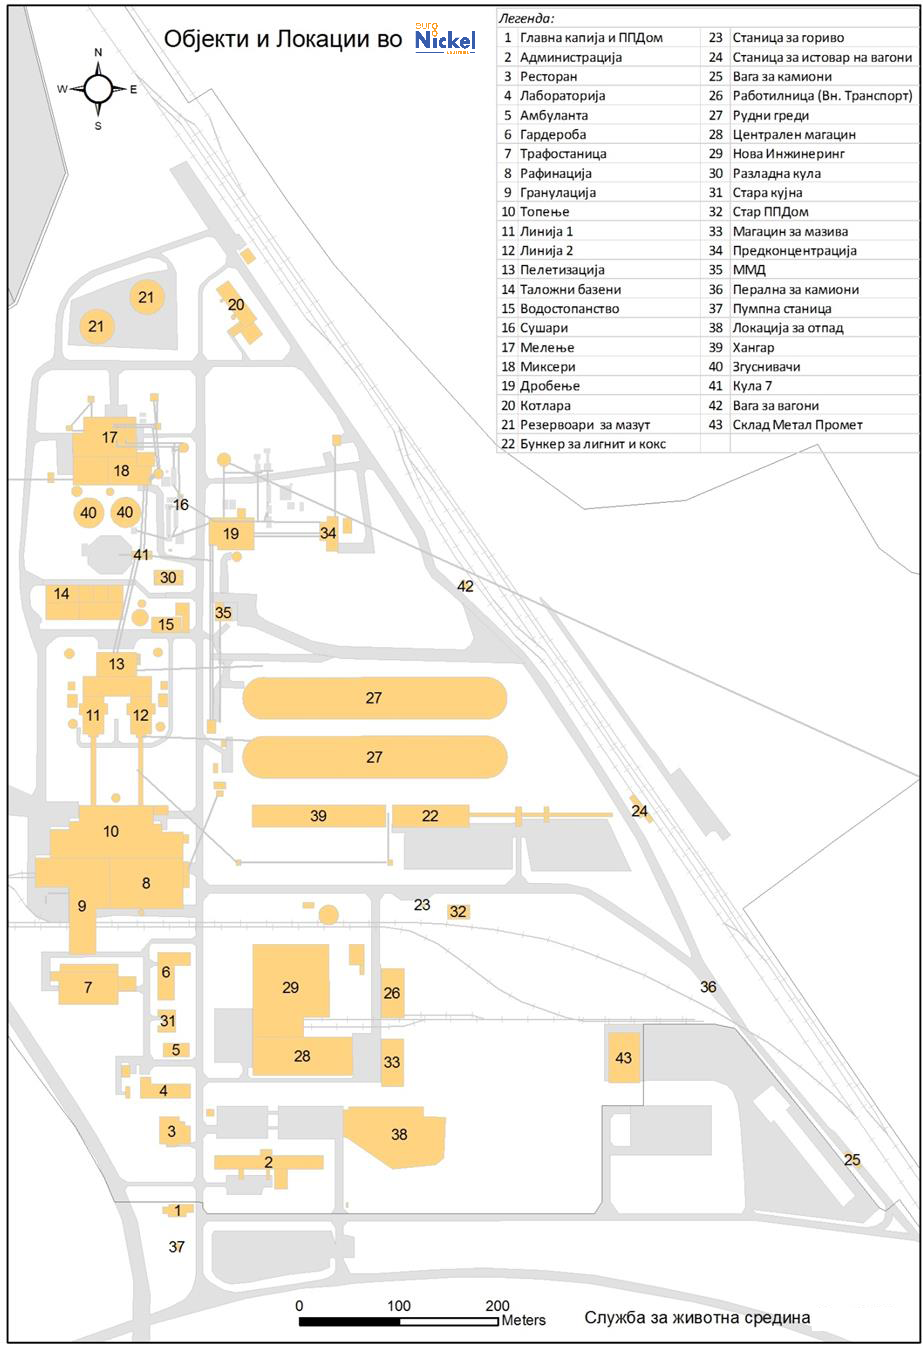 Објекти и Локации во euro Nickel
Легенда:
1 Главна капија и ППДом
2 Администрација
3 Ресторан
4 Лабораторија
5 Амбуланта
6 Гардероба
7 Трафостаница
8 Рафинација
9 Гранулација
10 Топење
11 Линија 1
12 Линија 2
13 Пелетизација
14 Таложни базени
15 Водостопанство
16 Сушари
17 Мелење
18 Миксери
19 Дробење
20 Котлара
21 Резервоари за мазут
22 Бункер за лигнит и кокс
23 Станица за гориво
24 Станица за истовар на вагони
25 Вага за камиони
26 Работилница (Вн. Транспорт)
27 Рудни греди
28 Централен магацин
29 Нова Инжинеринг
30 Разладна кула
31 Стара кујна
32 Стар ППДом
33 Магацин за мазива
34 Предконцентрација
35 ММД
36 Перална за камиони
37 Пумпна станица
38 Локација за отпад
39 Хангар
40 Згуснивачи
41 Кула 7
42 Вага за вагони
43 Склад Метал Промет
N
W E
S
21
20
21
17
18
16
40 40
19 34
41
30
42
14
35
15
13
27
11 12
27
24
39 22
10
8
9
23 32
6
36
7 29 26
31
5 28 33 43
4
3 38
2 25
1
37
0 100 200
Meters
Служба за животна средина